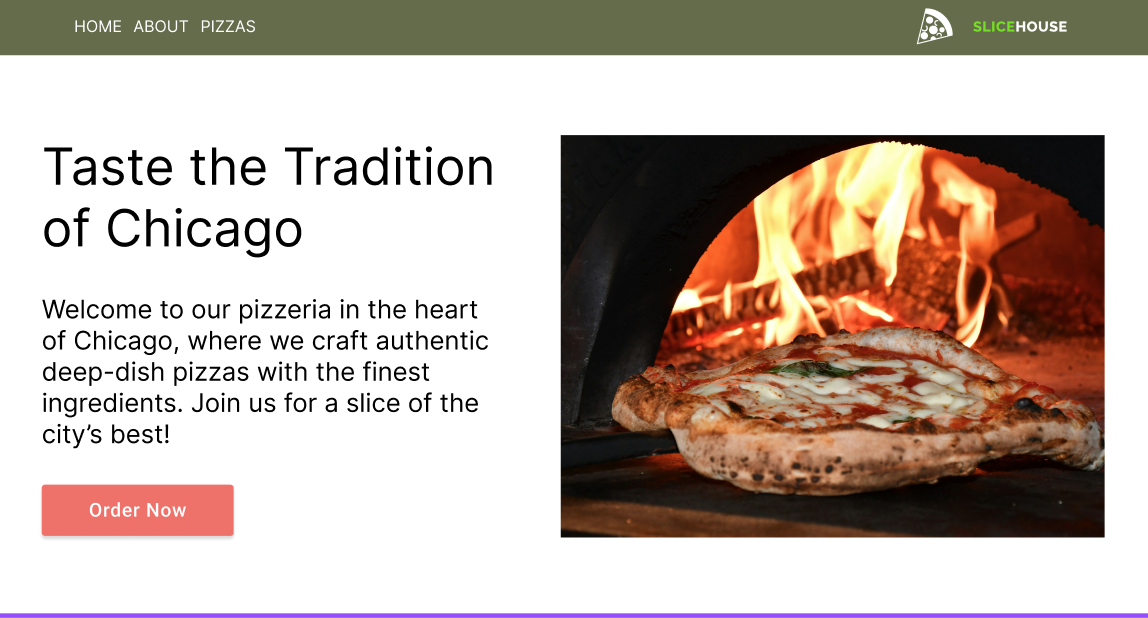 HOME ABOUT PIZZAS
SLICEHOUSE
Taste the Tradition
of Chicago
Welcome to our pizzeria in the heart
of Chicago, where we craft authentic
deep-dish pizzas with the finest
ingredients. Join us for a slice of the
city’s best!
Order Now